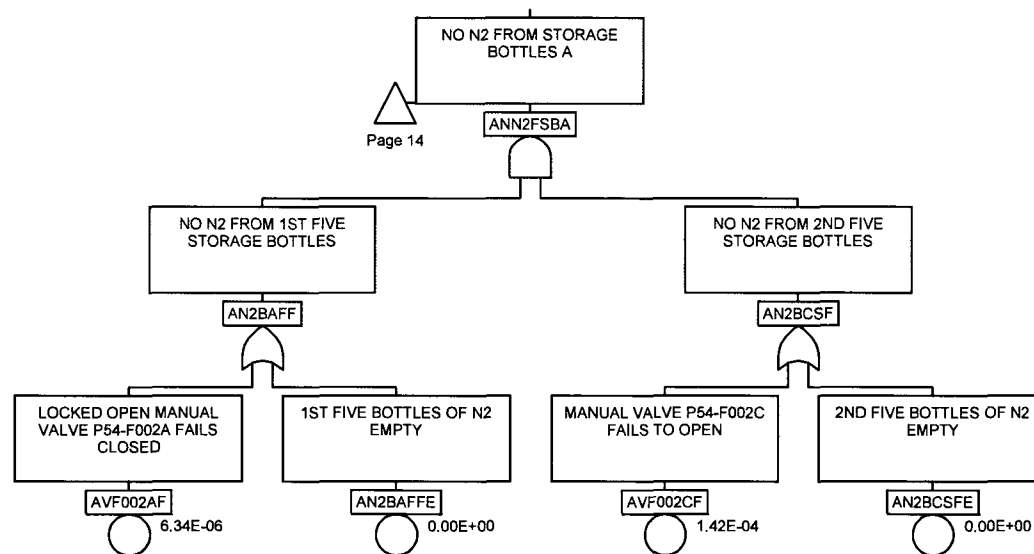 NO N2 FROM STORAGE
BOTTLES A
Page 14
ANN2FSBA
NO N2 FROM 1ST FIVE
STORAGE BOTTLES
AN2BAFF
NO N2 FROM 2ND FIVE
STORAGE BOTTLES
AN2BCSF
LOCKED OPEN MANUAL
VALVE P54-F002A FAILS
CLOSED
AVF002AF
6.34E-06
1ST FIVE BOTTLES OF N2
EMPTY
AN2BAFFE
0.00E+00
MANUAL VALVE P54-F002C
FAILS TO OPEN
AVF002CF
1.42E-04
2ND FIVE BOTTLES OF N2
EMPTY
AN2BCSFE
0.00E+00